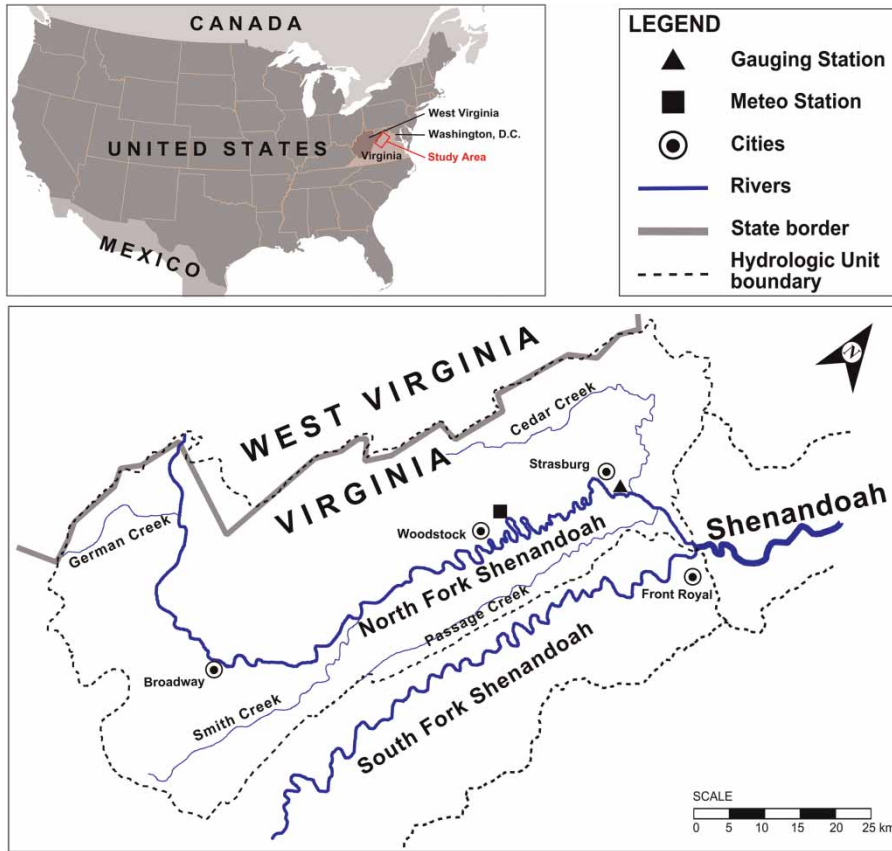 CANADA
West Virginia
Washington, D.C.
UNITED STATES
Virginia
Study Area
MEXICO
LEGEND
Gauging Station
Meteo Station
Cities
Rivers
State border
Hydrologic Unit
boundary
N
WEST VIRGINIA
Cedar Creek
VIRGINIA
Strasburg
German Creek
Woodstock
Shenandoah
North Fork Shenandoah
Passage Creek
Front Royal
Broadway
Smith Creek
South Fork Shenandoah
SCALE
0 5 10 15 20 25 km